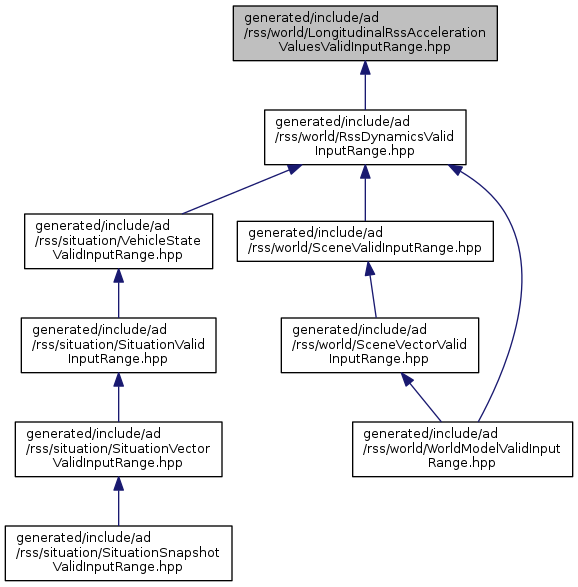 generated/include/ad
/rss/world/LongitudinalRssAcceleration
ValuesValidInputRange.hpp
generated/include/ad
/rss/world/RssDynamicsValid
InputRange.hpp
generated/include/ad
/rss/situation/VehicleState
ValidInputRange.hpp
generated/include/ad
/rss/world/SceneValidInputRange.hpp
generated/include/ad
/rss/situation/SituationValid
InputRange.hpp
generated/include/ad
/rss/world/SceneVectorValid
InputRange.hpp
generated/include/ad
/rss/situation/SituationVector
ValidInputRange.hpp
generated/include/ad
/rss/world/WorldModelValidInput
Range.hpp
generated/include/ad
/rss/situation/SituationSnapshot
ValidInputRange.hpp